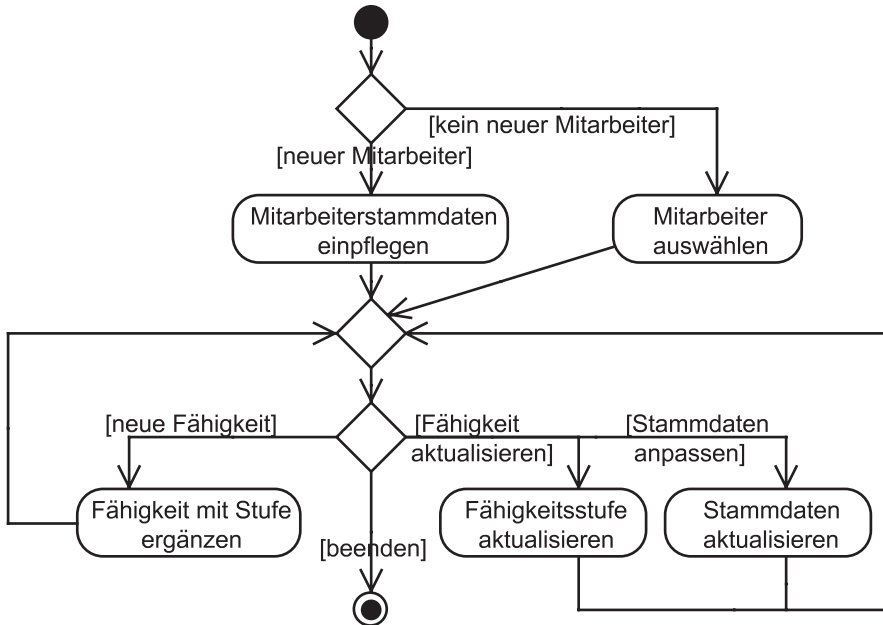 [kein neuer Mitarbeiter]
[neuer Mitarbeiter]
Mitarbeiterstammdaten
einpflegen
Mitarbeiter
auswählen
[neue Fähigkeit]
[Fähigkeit
aktualisieren]
[Stammdaten
anpassen]
Fähigkeit mit Stufe
ergänzen
Fähigkeitsstufe
aktualisieren
Stammdaten
aktualisieren
[beenden]